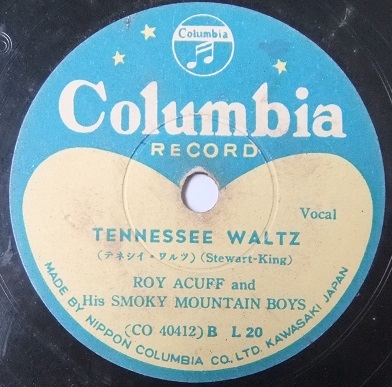 Columbia
Columbia
RECORD
Vocal
TENNESSEE WALTZ
(テネシイ・ワルツ) (Stewart-King)
ROY ACUFF and
His SMOKY MOUNTAIN BOYS
(CO 40412) B L 20
MADE BY NIPPON COLUMBIA CO. LTD. KAWASAKI JAPAN